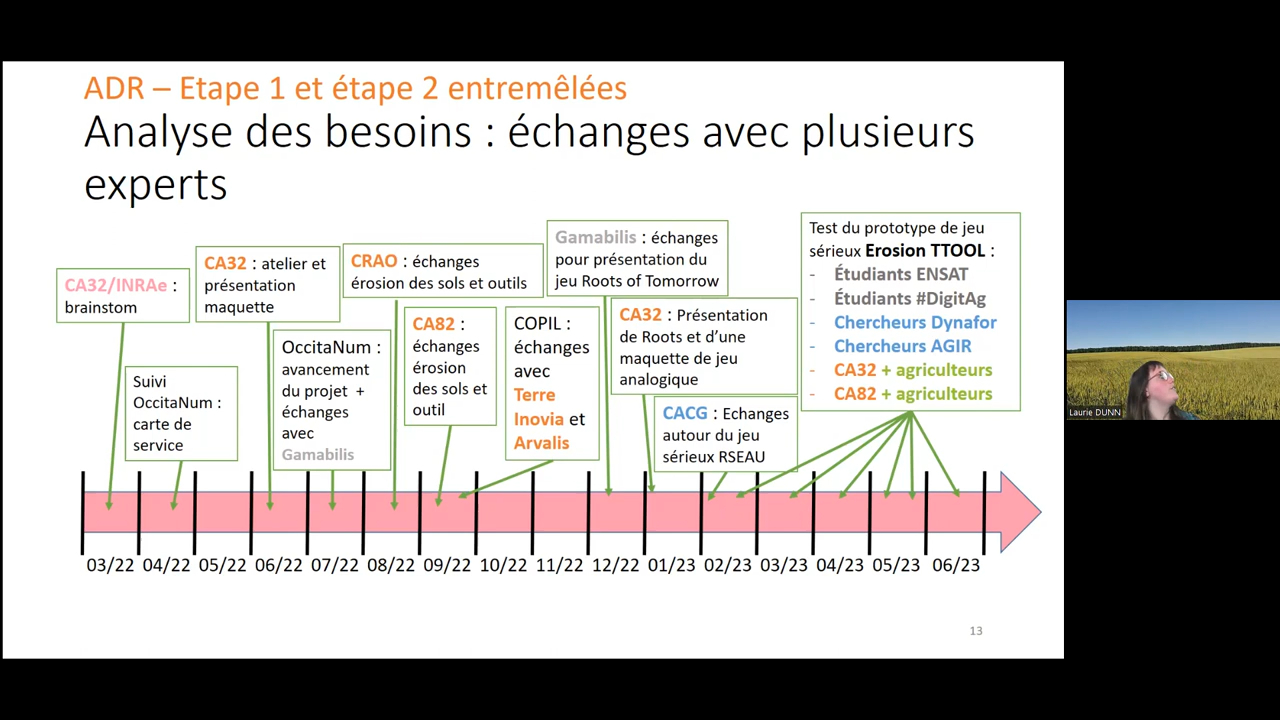 ADR – Etape 1 et étape 2 entremêlées
Analyse des besoins : échanges avec plusieurs
experts
CA32/INRAe :
brainstom
Suivi
OccitaNum :
carte de
service
CA32 : atelier et
présentation
maquette
OccitaNum :
avancement
du projet +
échanges
avec
Gamabilis
CRAO : échanges
érosion des sols et outils
CA82 :
échanges
érosion
des sols et
outil
COPIL :
échanges
avec
Terre
Inovia et
Arvalis
Gamabilis : échanges
pour présentation du
jeu Roots of Tomorrow
CA32 : Présentation
de Roots et d'une
maquette de jeu
analogique
CACG : Echanges
autour du jeu
sérieux RSEAU
Test du prototype de jeu
sérieux Erosion TTOOL :
- Étudiants ENSAT
- Étudiants #DigitAg
- Chercheurs Dynafor
- Chercheurs AGIR
- CA32 + agriculteurs
- CA82 + agriculteurs
03/22 04/22 05/22 06/22 07/22 08/22 09/22 10/22 11/22 12/22 01/23 02/23 03/23 04/23 05/23 06/23
13
Laurie DUNN